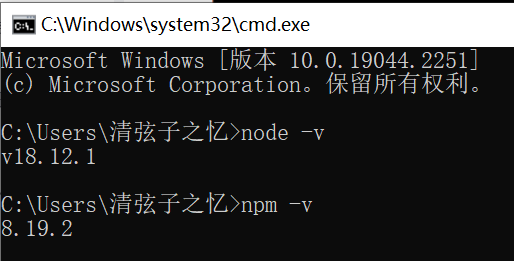 C:\Windows\system32\cmd.exe
Microsoft Windows [版本 10.0.19044.2251]
(c) Microsoft Corporation。保留所有权利。
C:\Users\清弦子之忆>node -v
v18.12.1
C:\Users\清弦子之忆>npm -v
8.19.2